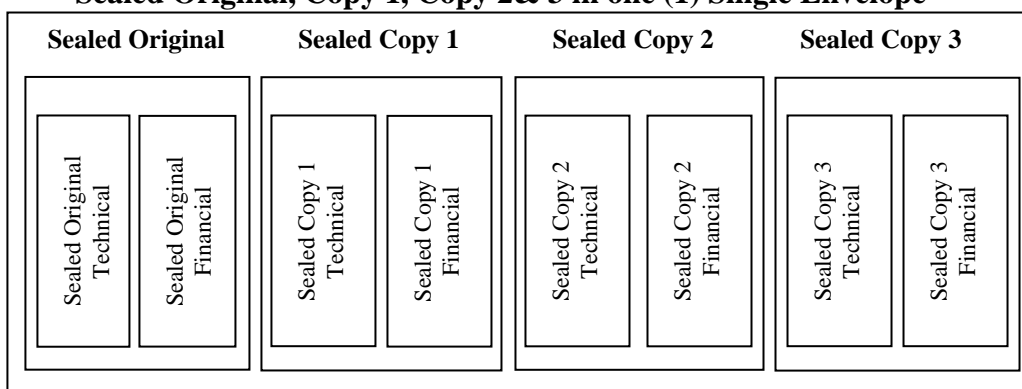 Sealed Original, Copy 1, Copy 2& 3 in one (1) Single Envelope
Sealed Original
Sealed Copy 1
Sealed Copy 2
Sealed Copy 3
Sealed Original
Technical
Sealed Original
Financial
Sealed Copy 1
Technical
Sealed Copy 1
Financial
Sealed Copy 2
Technical
Sealed Copy 2
Financial
Sealed Copy 3
Technical
Sealed Copy 3
Financial